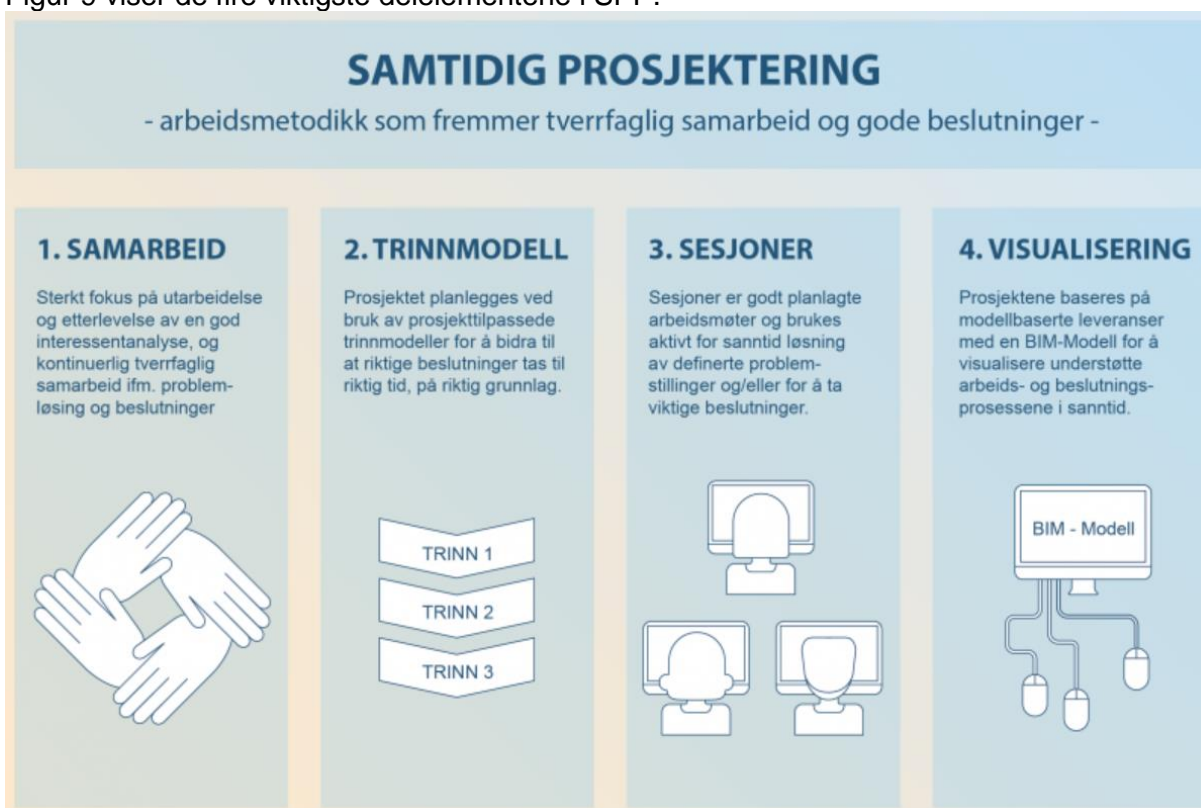 SAMTIDIG PROSJEKTERING
- arbeidsmetodikk som fremmer tverrfaglig samarbeid og gode beslutninger -
1. SAMARBEID
Sterkt fokus på utarbeidelse
og etterlevelse av en god
interessentanalyse, og
kontinuerlig tverrfaglig
samarbeid ifm. problem-
løsing og beslutninger
2. TRINNMODELL
Prosjektet planlegges ved
bruk av prosjekttilpassede
trinnmodeller for å bidra til
at riktige beslutninger tas til
riktig tid, på riktig grunnlag.
TRINN 1
TRINN 2
TRINN 3
3. SESJONER
Sesjoner er godt planlagte
arbeidsmøter og brukes
aktivt for sanntid løsning
av definerte problem-
stillinger og/eller for å ta
viktige beslutninger.
4. VISUALISERING
Prosjektene baseres på
modellbaserte leveranser
med en BIM-Modell for å
visualisere understøtte
arbeids- og beslutnings-
prosessene i sanntid.
BIM - Modell